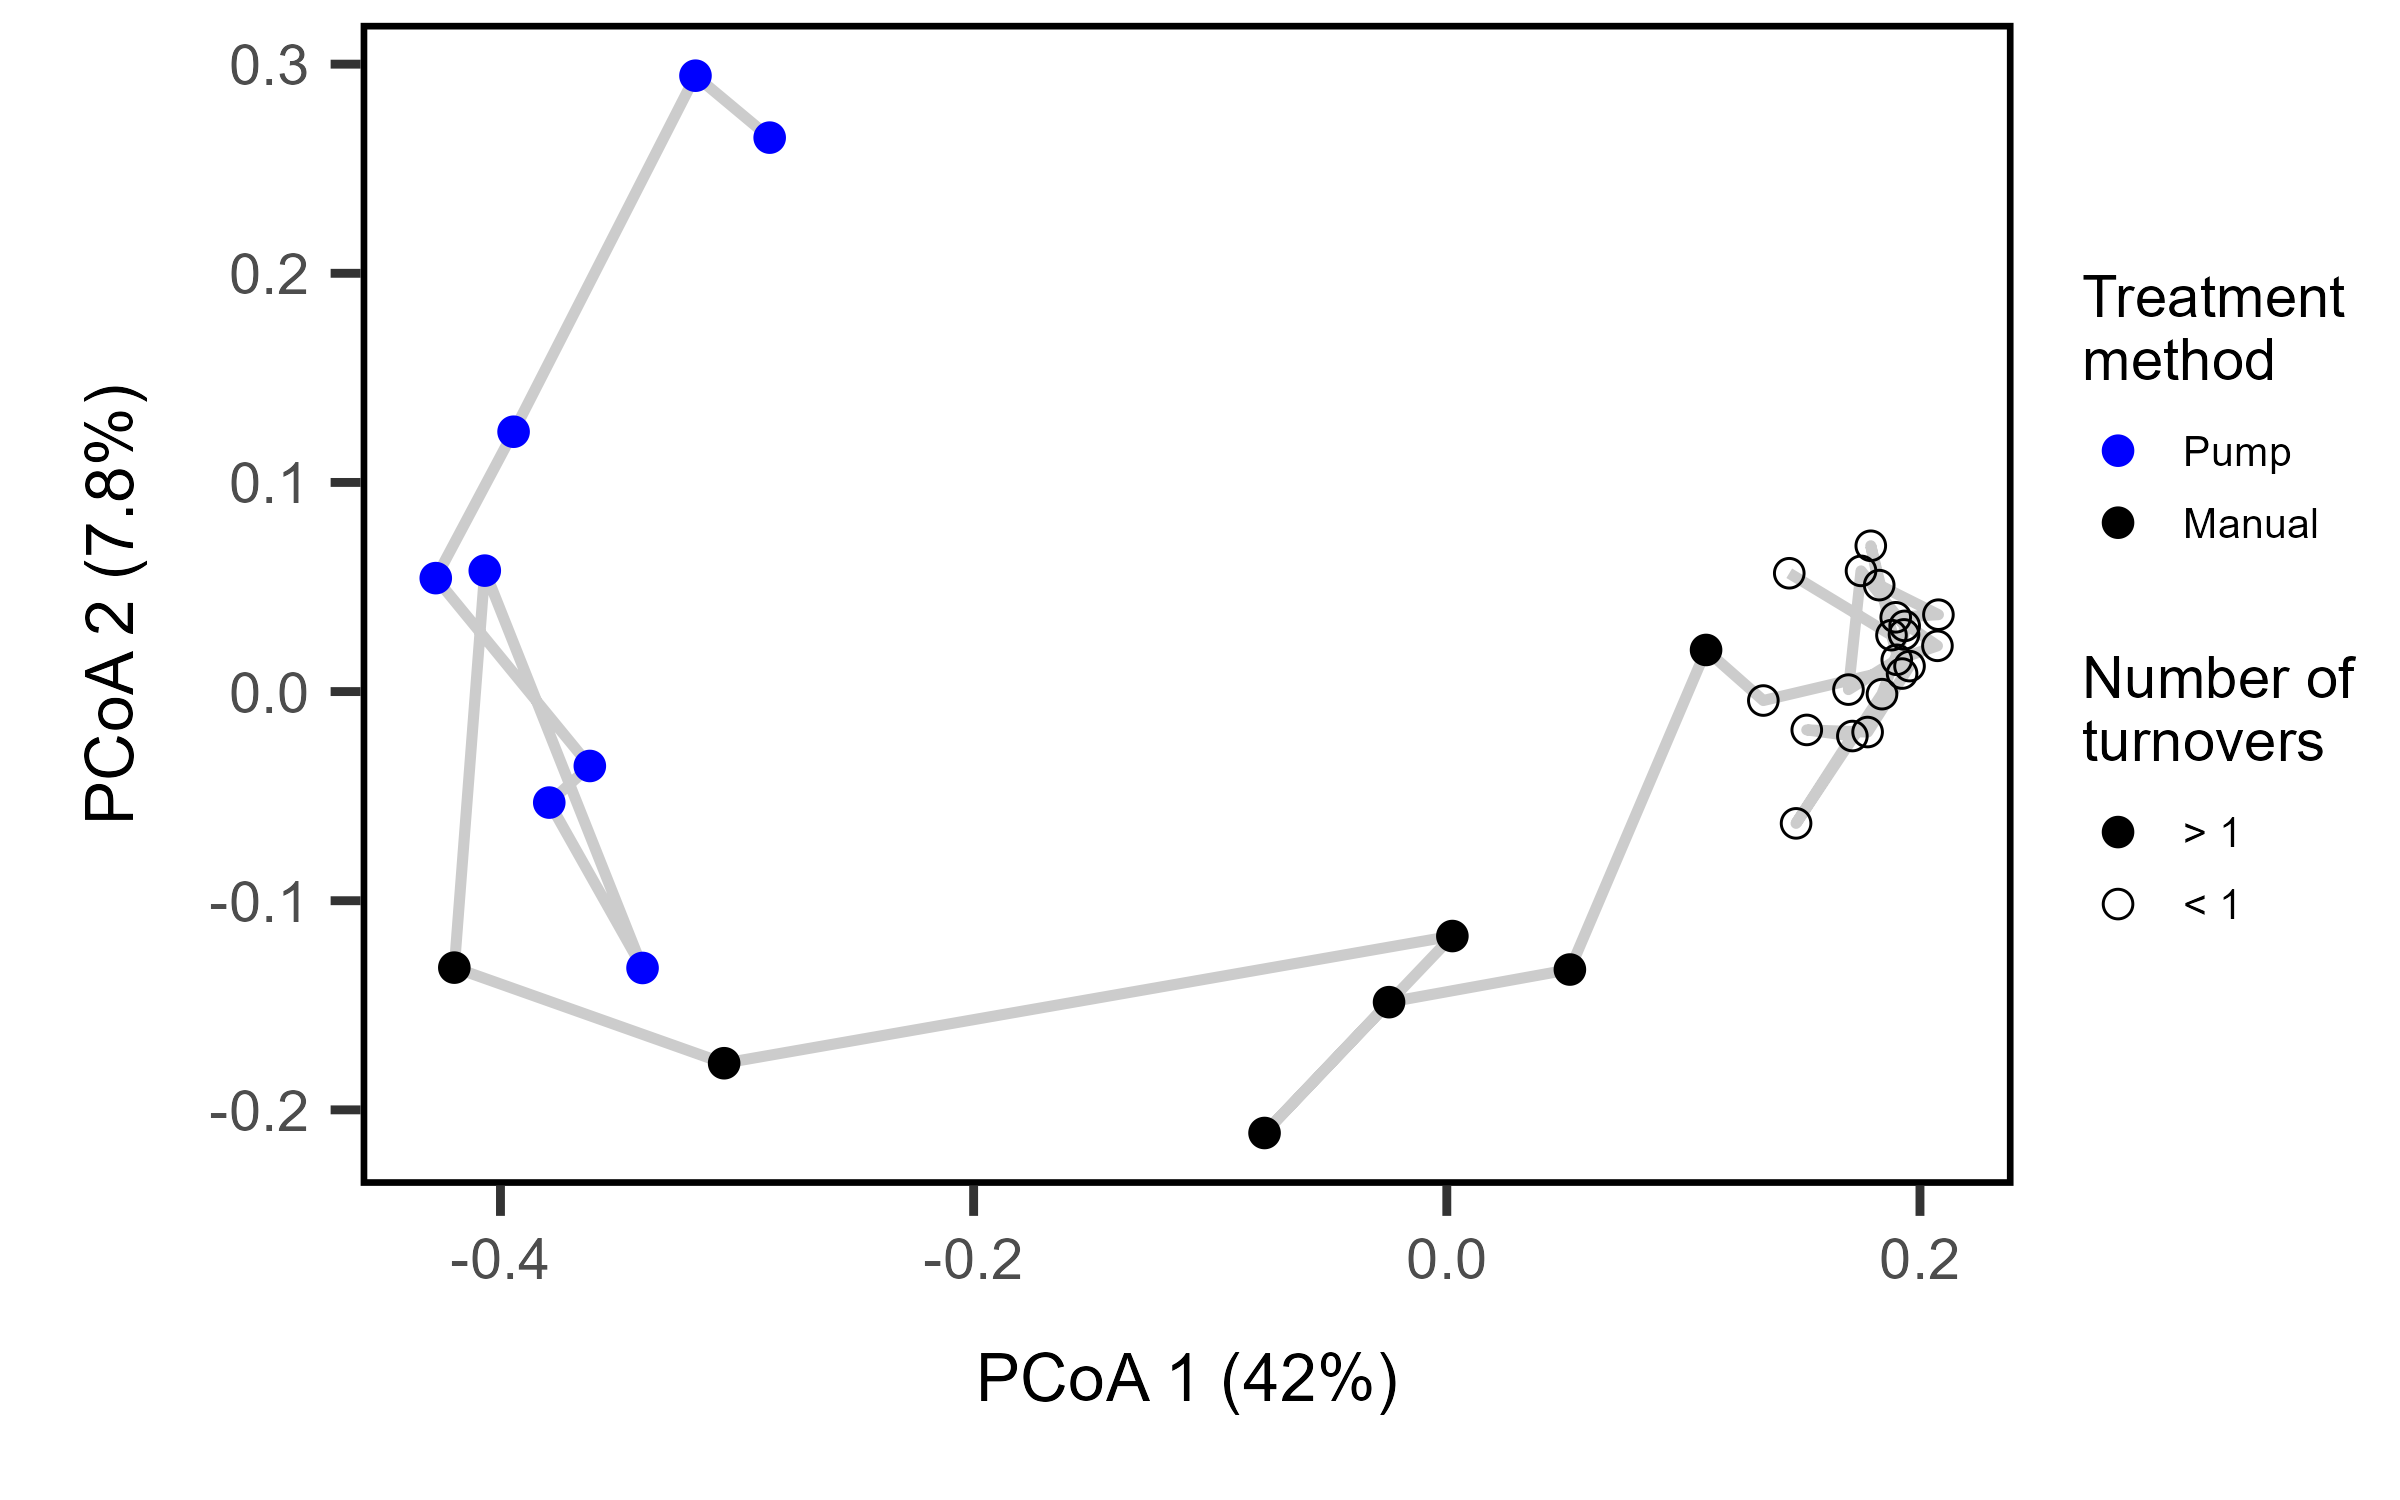 0.3
0.2
0.1
0.0
-0.1
-0.2
PCoA 2 (7.8%)
-0.4 -0.2 0.0 0.2
PCoA 1 (42%)
Treatment
method
Pump
Manual
Number of
turnovers
> 1
< 1